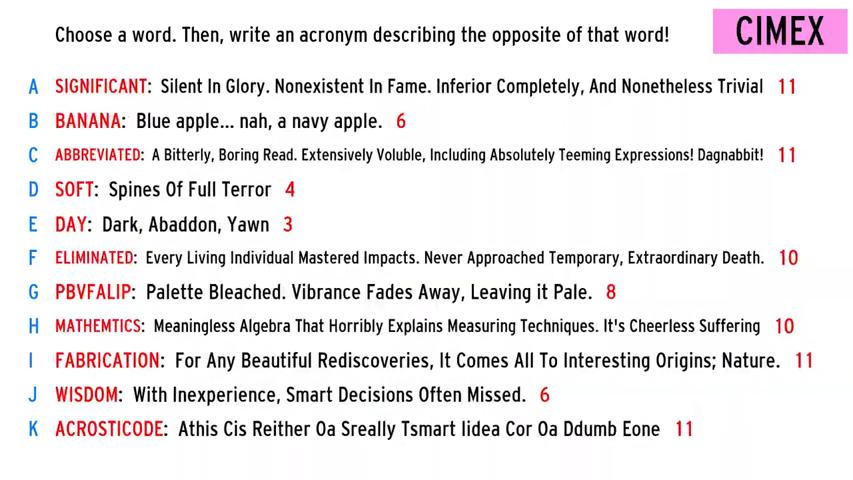 Choose a word. Then, write an acronym describing the opposite of that word!
CIMEX
A SIGNIFICANT: Silent In Glory. Nonexistent In Fame. Inferior Completely, And Nonetheless Trivial 11
B BANANA: Blue apple... nah, a navy apple. 6
C ABBREVIATED: A Bitterly, Boring Read. Extensively Voluble, Including Absolutely Teeming Expressions! Dagnabbit! 11
D SOFT: Spines Of Full Terror 4
E DAY: Dark, Abaddon, Yawn 3
F ELIMINATED: Every Living Individual Mastered Impacts. Never Approached Temporary, Extraordinary Death. 10
G PBVFALIP: Palette Bleached. Vibrance Fades Away, Leaving it Pale. 8
H MATHEMTICS: Meaningless Algebra That Horribly Explains Measuring Techniques. It's Cheerless Suffering 10
I FABRICATION: For Any Beautiful Rediscoveries, It Comes All To Interesting Origins; Nature. 11
J WISDOM: With Inexperience, Smart Decisions Often Missed. 6
K ACROSTICODE: Athis Cis Reither Oa Sreally Tsmart Iidea Cor Oa Ddumb Eone 11